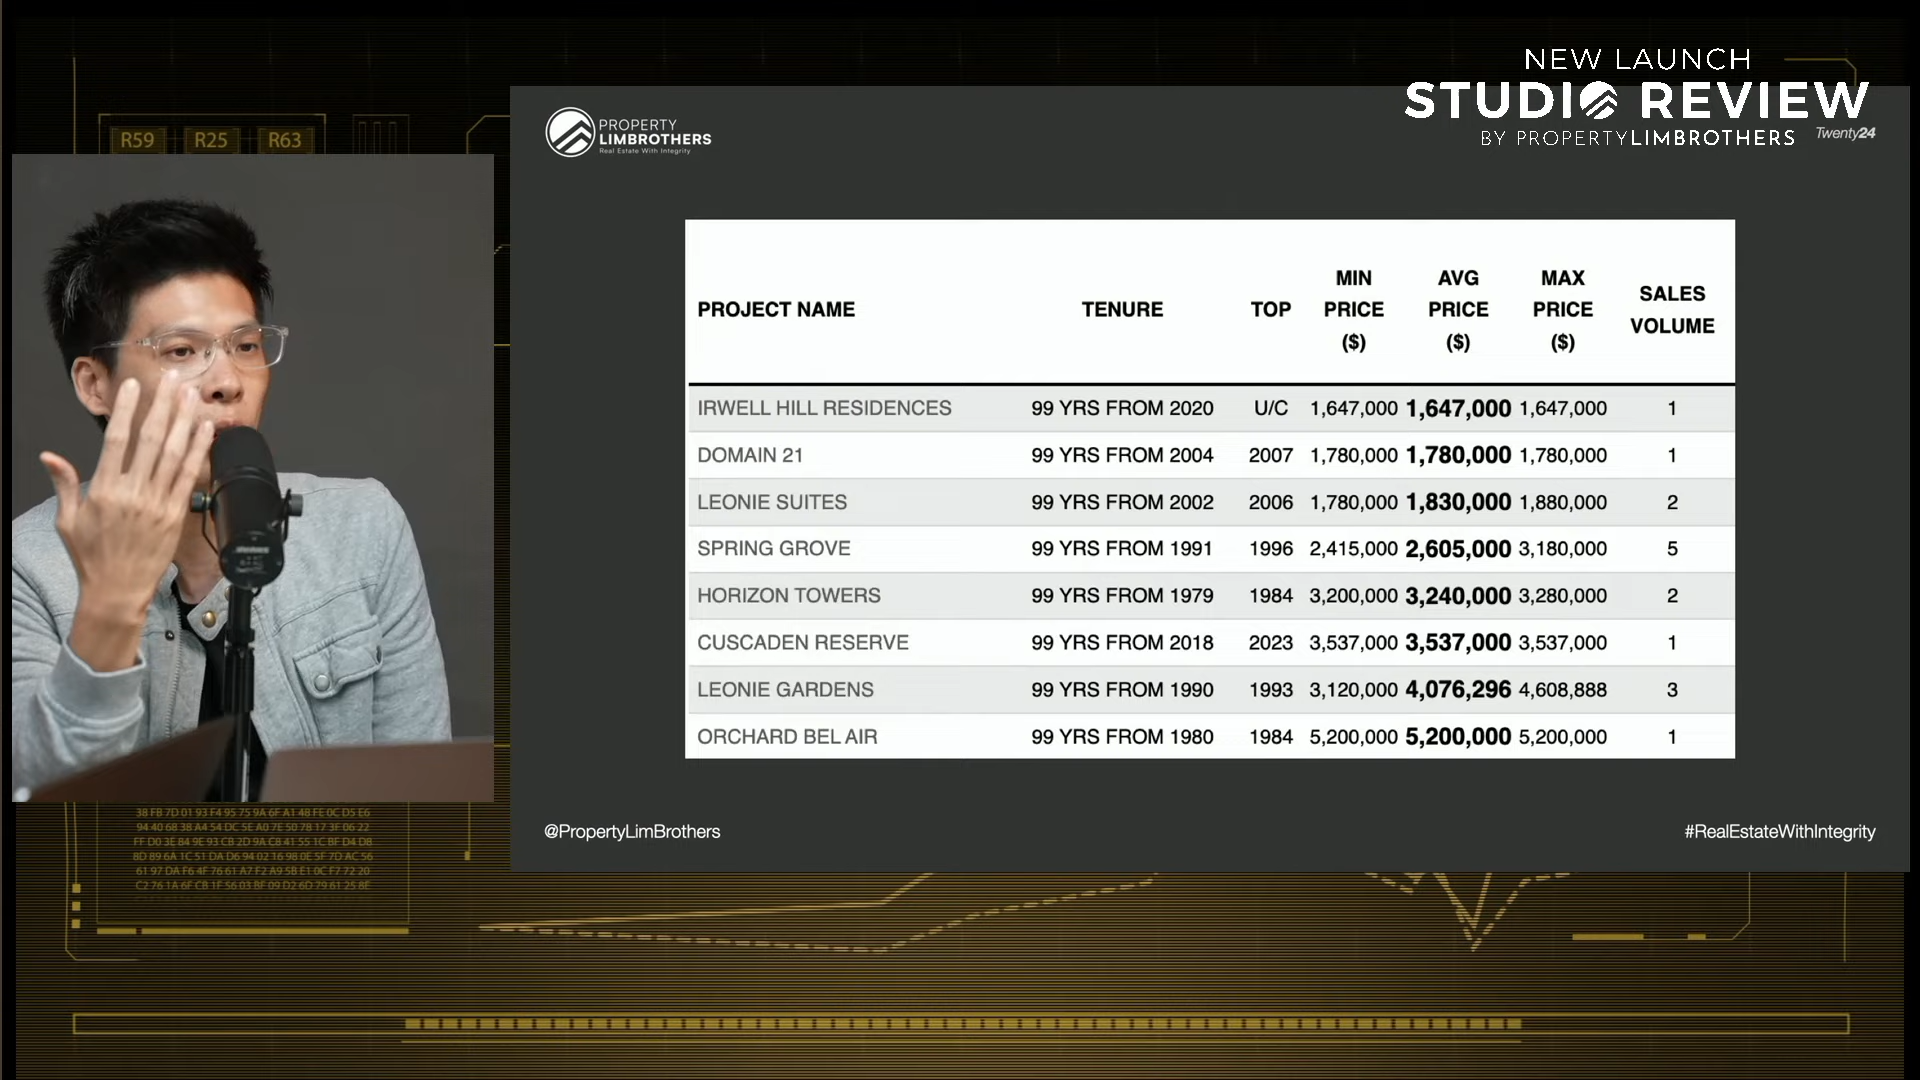 NEW LAUNCH
STUDIO REVIEW
BY PROPERTYLIMBROTHERS Twenty24
R59 R25 R63
PROPERTY
LIMBROTHERS
Real Estate With Integrity
PROJECT NAME TENURE TOP MIN PRICE ($) AVG PRICE ($) MAX PRICE ($) SALES VOLUME
IRWELL HILL RESIDENCES 99 YRS FROM 2020 U/C 1,647,000 1,647,000 1,647,000 1
DOMAIN 21 99 YRS FROM 2004 2007 1,780,000 1,780,000 1,780,000 1
LEONIE SUITES 99 YRS FROM 2002 2006 1,780,000 1,830,000 1,880,000 2
SPRING GROVE 99 YRS FROM 1991 1996 2,415,000 2,605,000 3,180,000 5
HORIZON TOWERS 99 YRS FROM 1979 1984 3,200,000 3,240,000 3,280,000 2
CUSCADEN RESERVE 99 YRS FROM 2018 2023 3,537,000 3,537,000 3,537,000 1
LEONIE GARDENS 99 YRS FROM 1990 1993 3,120,000 4,076,296 4,608,888 3
ORCHARD BEL AIR 99 YRS FROM 1980 1984 5,200,000 5,200,000 5,200,000 1
@PropertyLimBrothers #RealEstateWithIntegrity